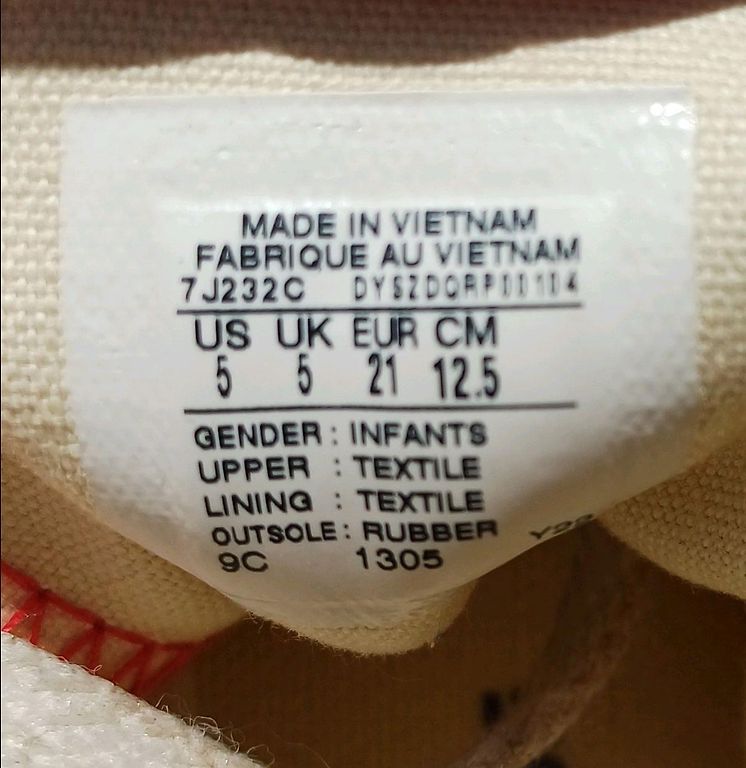 MADE IN VIETNAM
FABRIQUE AU VIETNAM
7J232C DYSZDORP00104
US UK EUR CM
5 5 21 12.5
GENDER : INFANTS
UPPER : TEXTILE
LINING : TEXTILE
OUTSOLE : RUBBER
9C 1305